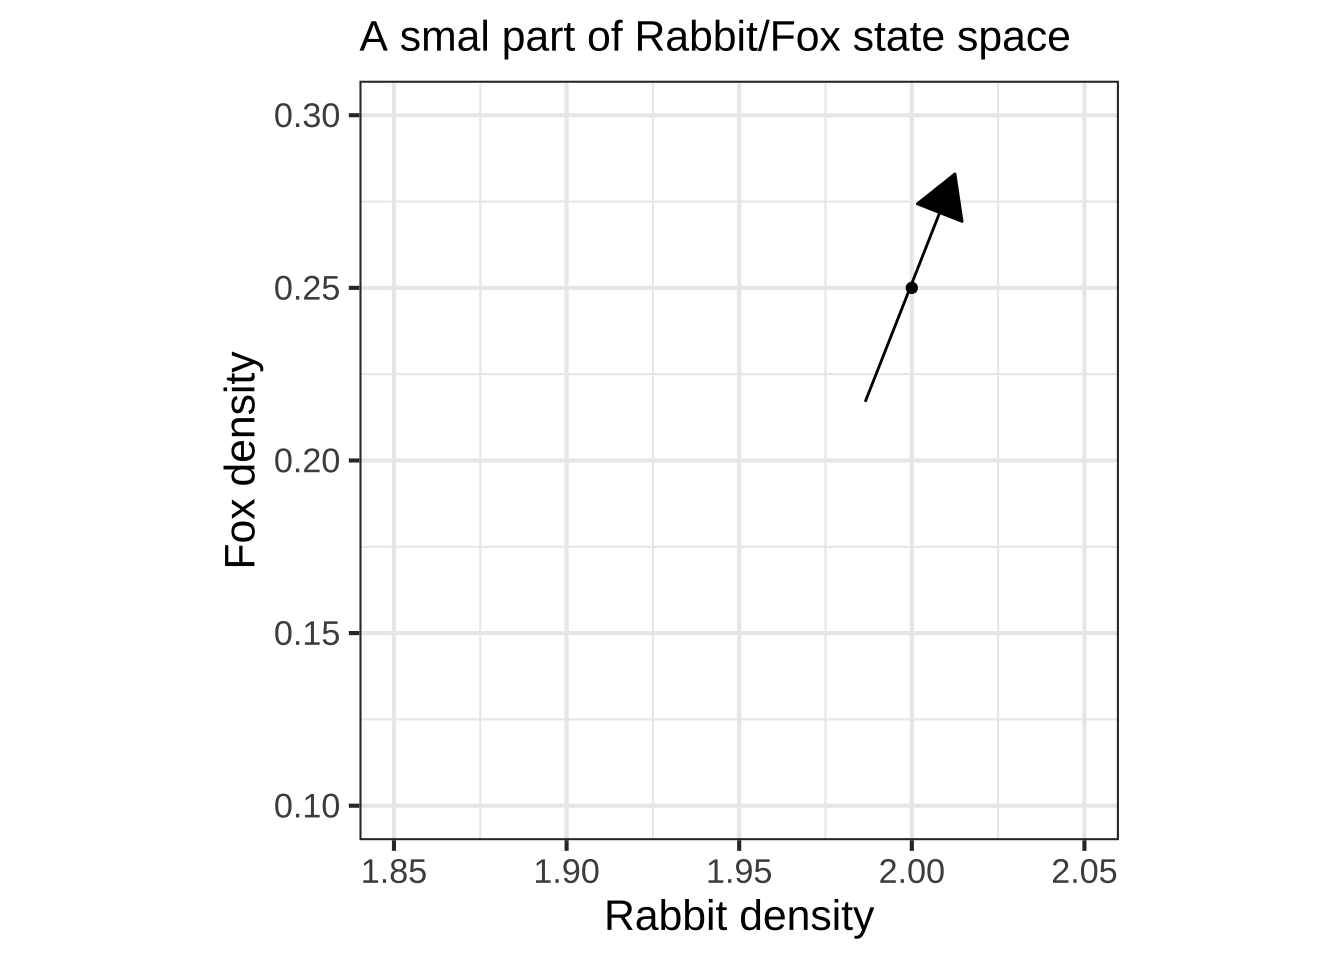 A smal part of Rabbit/Fox state space
0.30
0.25
0.20
0.15
0.10
Fox density
1.85 1.90 1.95 2.00 2.05
Rabbit density